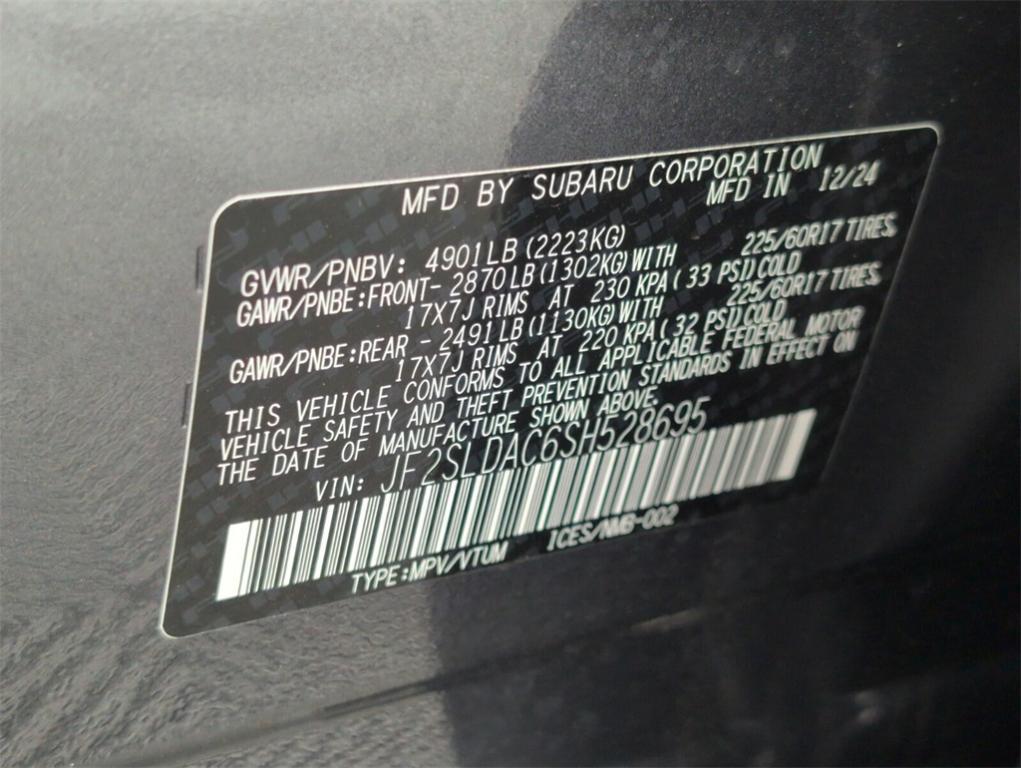 MFD BY SUBARU CORPORATION
MFD IN 12/24
GVWR/PNBV: 4901LB(2223KG)
GAWR/PNBE:FRONT- 2870LB(1302KG)WITH 225/60R17 TIRES,
17X7J RIMS AT 230 KPA( 33 PSI)COLD
GAWR/PNBE:REAR - 2491LB(1130KG)WITH 225/60R17 TIRES,
17X7J RIMS AT 220 KPA( 32 PSI)COLD
THIS VEHICLE CONFORMS TO ALL APPLICABLE FEDERAL MOTOR
VEHICLE SAFETY AND THEFT PREVENTION STANDARDS IN EFFECT ON
THE DATE OF MANUFACTURE SHOWN ABOVE.
VIN: JF2SLDAC6SH528695
TYPE:MPV/VTUM ICES/NMB-002